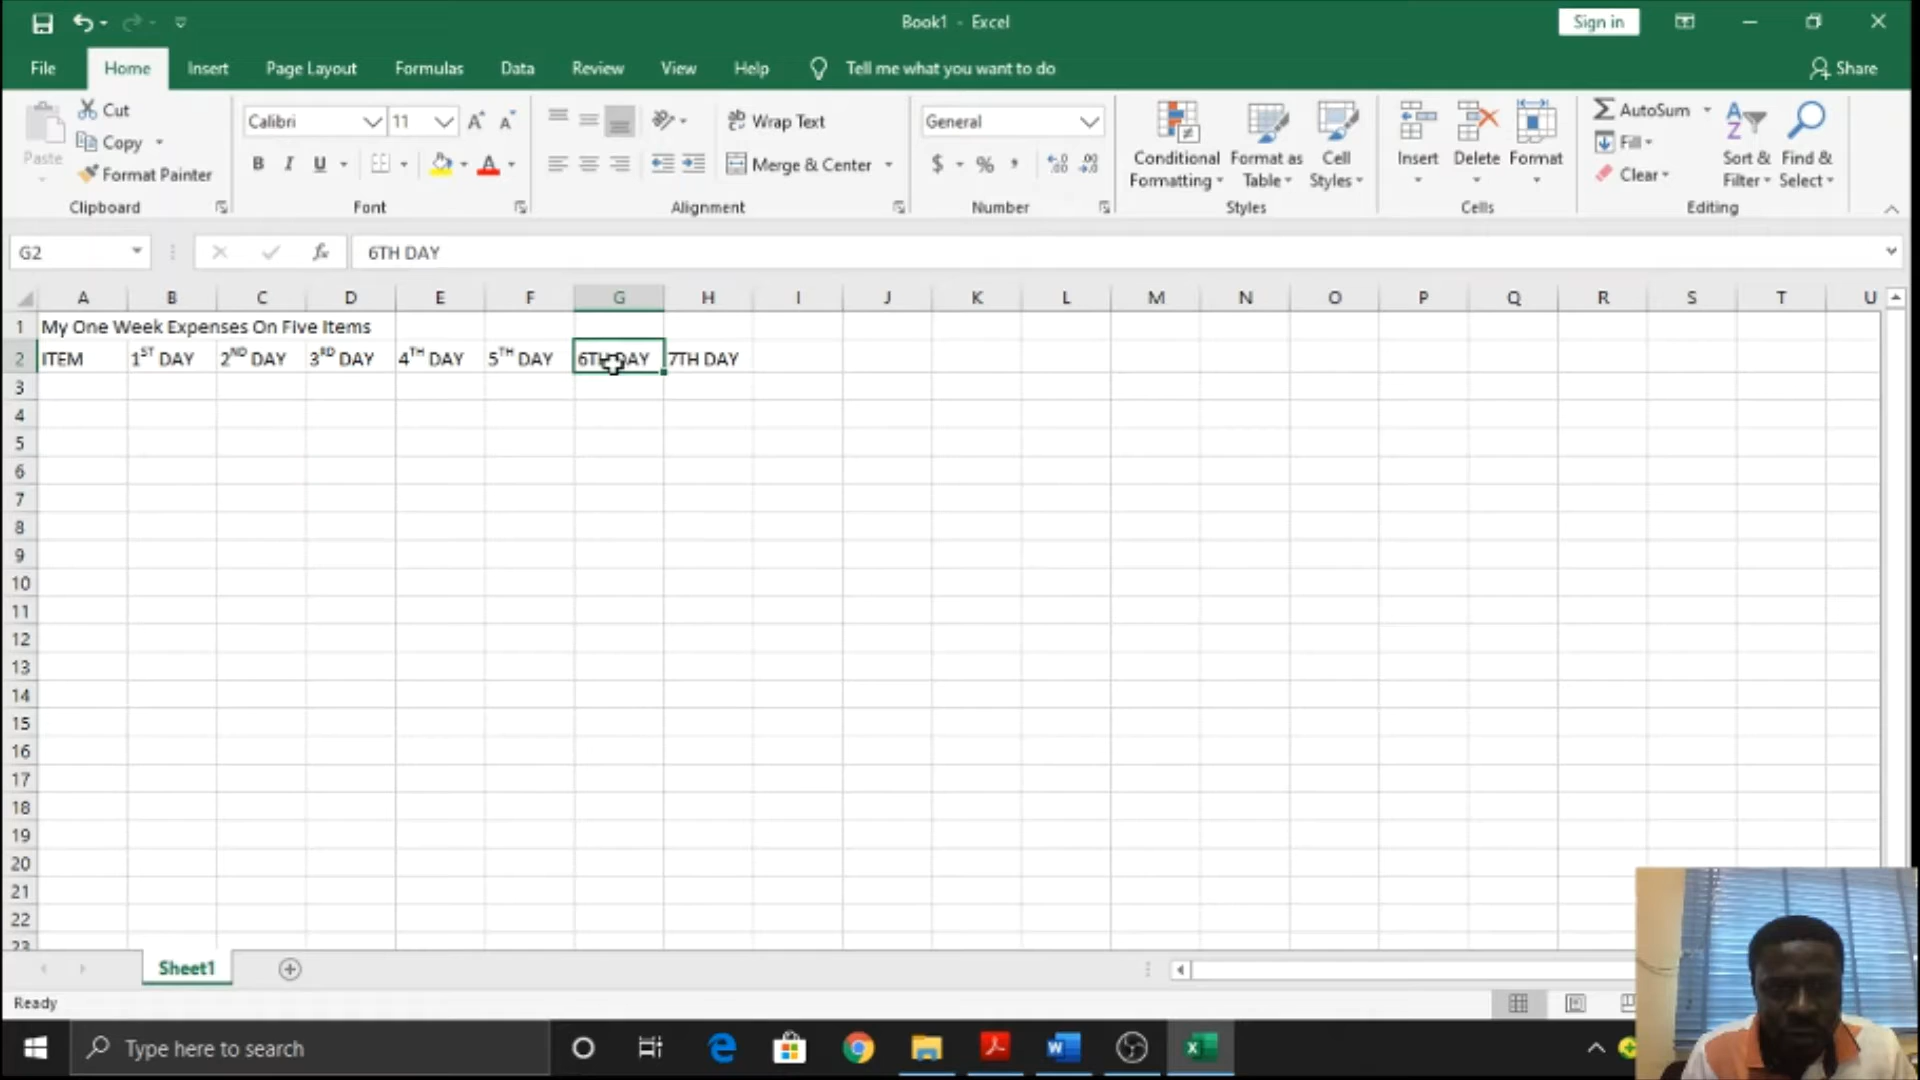 Book1 - Excel
Sign in
File Home Insert Page Layout Formulas Data Review View Help Tell me what you want to do Share
Cut
Copy
Format Painter
Paste
Clipboard
Calibri 11
B I U A
Font
Wrap Text
Merge & Center
Alignment
General
$ % ,
Number
Conditional Formatting
Format as Table
Cell Styles
Styles
Insert Delete Format
Cells
AutoSum
Fill
Clear
Sort & Filter
Find & Select
Editing
G2 fx 6TH DAY
A B C D E F G H I J K L M N O P Q R S T U
1 My One Week Expenses On Five Items
2 ITEM 1ST DAY 2ND DAY 3RD DAY 4TH DAY 5TH DAY 6TH DAY 7TH DAY
3
4
5
6
7
8
9
10
11
12
13
14
15
16
17
18
19
20
21
22
23
Sheet1
Ready
Type here to search